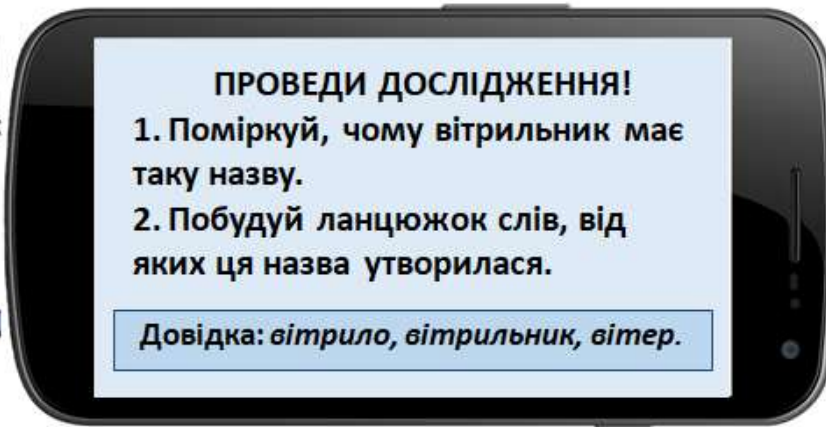 ПРОВЕДИ ДОСЛІДЖЕННЯ!
1. Поміркуй, чому вітрильник має
таку назву.
2. Побудуй ланцюжок слів, від
яких ця назва утворилася.
Довідка: вітрило, вітрильник, вітер.